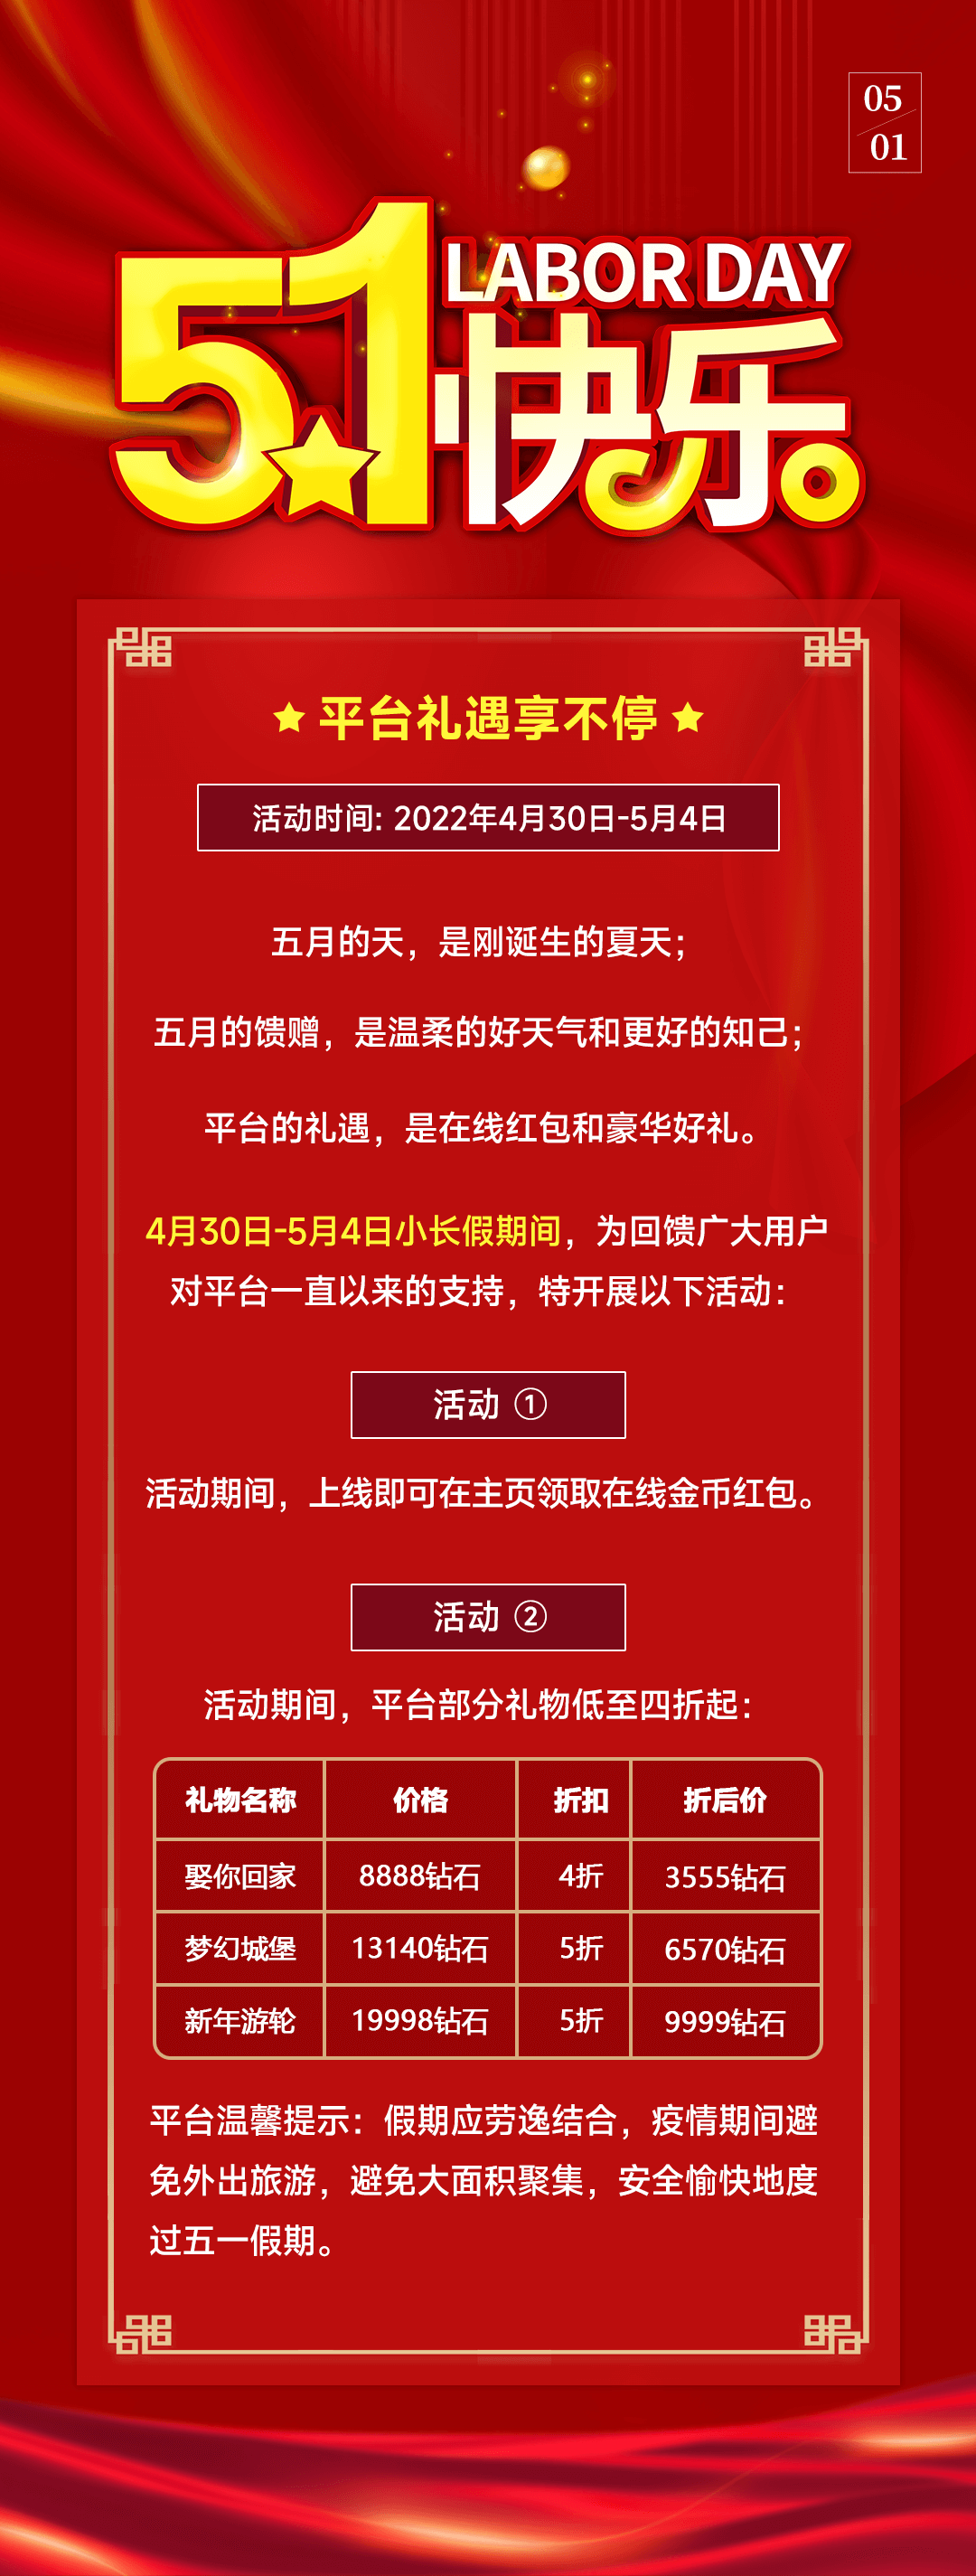 05
01
LABOR DAY
51快乐
平台礼遇享不停
活动时间: 2022年4月30日-5月4日
五月的天，是刚诞生的夏天；
五月的馈赠，是温柔的好天气和更好的知己；
平台的礼遇，是在线红包和豪华好礼。
4月30日-5月4日小长假期间，为回馈广大用户
对平台一直以来的支持，特开展以下活动：
活动 ①
活动期间，上线即可在主页领取在线金币红包。
活动 ②
活动期间，平台部分礼物低至四折起：
礼物名称 价格 折扣 折后价
娶你回家 8888钻石 4折 3555钻石
梦幻城堡 13140钻石 5折 6570钻石
新年游轮 19998钻石 5折 9999钻石
平台温馨提示：假期应劳逸结合，疫情期间避
免外出旅游，避免大面积聚集，安全愉快地度
过五一假期。